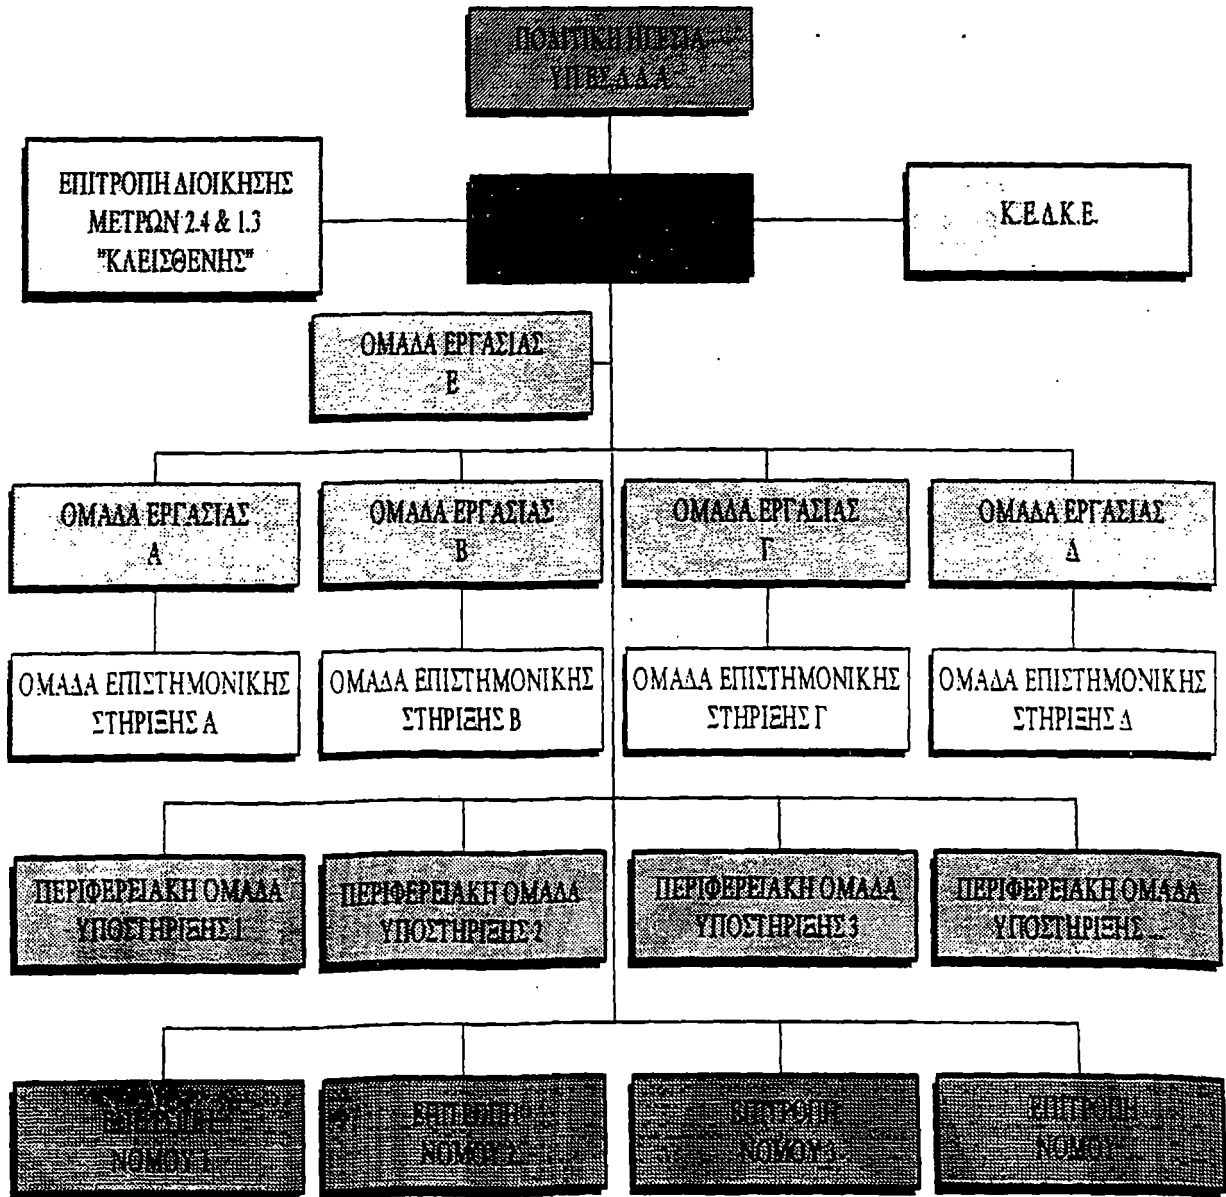 ΠΟΛΙΤΙΚΗ ΗΓΕΣΙΑ
ΥΠ.ΕΣ.Δ.Δ.Α
ΕΠΙΤΡΟΠΗ ΔΙΟΙΚΗΣΗΣ
ΜΕΤΡΩΝ 2.4 & 1.3
"ΚΛΕΙΣΘΕΝΗΣ"
Κ.Ε.Δ.Κ.Ε.
ΟΜΑΔΑ ΕΡΓΑΣΙΑΣ
Ε
ΟΜΑΔΑ ΕΡΓΑΣΙΑΣ
Α
ΟΜΑΔΑ ΕΡΓΑΣΙΑΣ
Β
ΟΜΑΔΑ ΕΡΓΑΣΙΑΣ
Γ
ΟΜΑΔΑ ΕΡΓΑΣΙΑΣ
Δ
ΟΜΑΔΑ ΕΠΙΣΤΗΜΟΝΙΚΗΣ
ΣΤΗΡΙΞΗΣ Α
ΟΜΑΔΑ ΕΠΙΣΤΗΜΟΝΙΚΗΣ
ΣΤΗΡΙΞΗΣ Β
ΟΜΑΔΑ ΕΠΙΣΤΗΜΟΝΙΚΗΣ
ΣΤΗΡΙΞΗΣ Γ
ΟΜΑΔΑ ΕΠΙΣΤΗΜΟΝΙΚΗΣ
ΣΤΗΡΙΞΗΣ Δ
ΠΕΡΙΦΕΡΕΙΑΚΗ ΟΜΑΔΑ
ΥΠΟΣΤΗΡΙΞΗΣ 1
ΠΕΡΙΦΕΡΕΙΑΚΗ ΟΜΑΔΑ
ΥΠΟΣΤΗΡΙΞΗΣ 2
ΠΕΡΙΦΕΡΕΙΑΚΗ ΟΜΑΔΑ
ΥΠΟΣΤΗΡΙΞΗΣ 3
ΠΕΡΙΦΕΡΕΙΑΚΗ ΟΜΑΔΑ
ΥΠΟΣΤΗΡΙΞΗΣ ...
ΝΟΜΟΥ 1
ΕΠΙΤΡΟΠΗ
ΝΟΜΟΥ 2
ΕΠΙΤΡΟΠΗ
ΝΟΜΟΥ 3
ΕΠΙΤΡΟΠΗ
ΝΟΜΟΥ